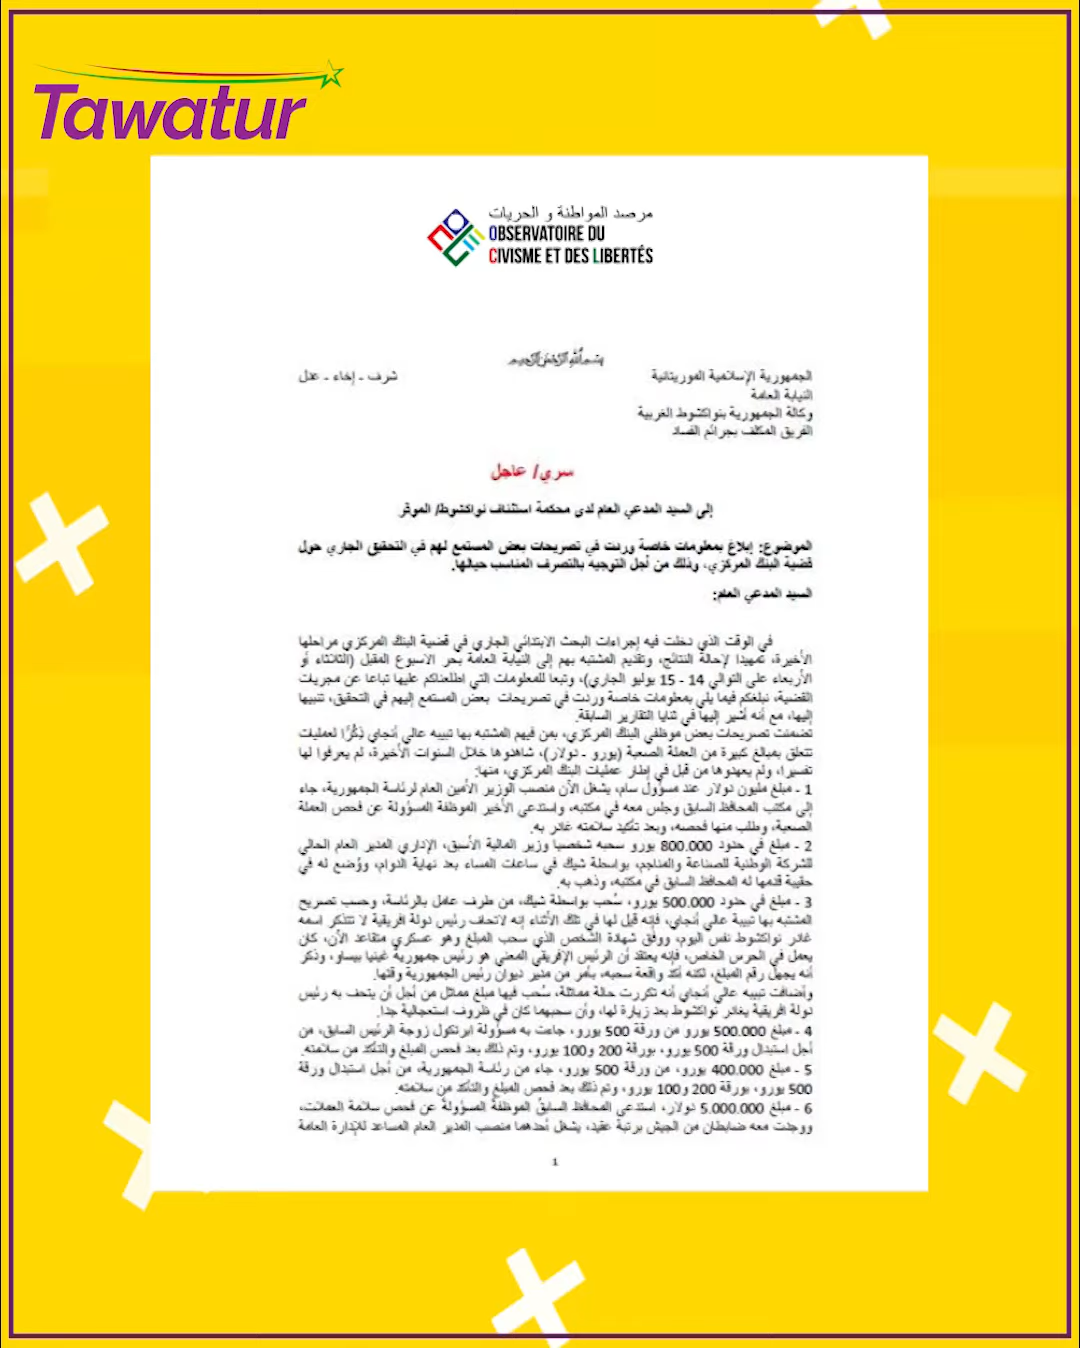 Tawatur
مرصد المواطنة و الحريات
OBSERVATOIRE DU
CIVISME ET DES LIBERTÉS
بسم الله الرحمن الرحيم
الجمهورية الإسلامية الموريتانية
شرف - إخاء - عدل
النيابة العامة
وكالة الجمهورية بنواكشوط الغربية
الفريق المكلف بجرائم الفساد
سري/ عاجل
إلى السيد المدعي العام لدى محكمة استئناف نواكشوط/ الموقر
الموضوع: إبلاغ بمعلومات خاصة وردت في تصريحات بعض المستمع لهم في التحقيق الجاري حول
قضية البنك المركزي، وذلك من أجل التوجيه بالتصرف المناسب حيالها.
السيد المدعي العام:
في الوقت الذي دخلت فيه إجراءات البحث الابتدائي الجاري في قضية البنك المركزي مراحلها
الأخيرة، تمهيدا لإحالة النتائج، وتقديم المشتبه بهم إلى النيابة العامة بحر الاسبوع المقبل (الثلاثاء أو
الأربعاء على التوالي 14 - 15 يوليو الجاري)، وتبعا للمعلومات التي اطلعناكم عليها تباعا عن مجريات
القضية، نبلغكم فيما يلي بمعلومات خاصة وردت في تصريحات بعض المستمع إليهم في التحقيق، تنبيها
إليها، مع أنه أشير إليها في ثنايا التقارير السابقة.
تضمنت تصريحات بعض موظفي البنك المركزي، بمن فيهم المشتبه بها تبيبه عالي أنجاي ذِكْرًا لعمليات
تتعلق بمبالغ كبيرة من العملة الصعبة (يورو - دولار)، شاهدوها خلال السنوات الأخيرة، لم يعرفوا لها
تفسيرا، ولم يعهدوها من قبل في إطار عمليات البنك المركزي، منها:
1 - مبلغ مليون دولار عند مسؤول سام، يشغل الآن منصب الوزير الأمين العام لرئاسة الجمهورية، جاء
إلى مكتب المحافظ السابق وجلس معه في مكتبه، واستدعى الأخير الموظفة المسؤولة عن فحص العملة
الصعبة، وطلب منها فحصه، وبعد تأكيد سلامته غادر به.
2 - مبلغ في حدود 800.000 يورو سحبه شخصيا وزير المالية الأسبق، الإداري المدير العام الحالي
للشركة الوطنية للصناعة والمناجم، بواسطة شيك في ساعات المساء بعد نهاية الدوام، ووُضع له في
حقيبة قدمها له المحافظ السابق في مكتبه، وذهب به.
3 - مبلغ في حدود 500.000 يورو، سُحب بواسطة شيك، من طرف عامل بالرئاسة، وحسب تصريح
المشتبه بها تبيبة عالي أنجاي، فإنه قيل لها في تلك الأثناء إنه لاتحاف رئيس دولة افريقية لا تتذكر اسمه
غادر نواكشوط نفس اليوم، ووفق شهادة الشخص الذي سحب المبلغ وهو عسكري متقاعد الآن، كان
يعمل في الحرس الخاص، فإنه يعتقد أن الرئيس الإفريقي المعني هو رئيس جمهورية غينيا بيساو، وذكر
أنه يجهل رقم المبلغ، لكنه أكد واقعة سحبه، بأمر من مدير ديوان رئيس الجمهورية وقتها.
وأضافت تبيبه عالي أنجاي أنه تكررت حالة مماثلة، سُحب فيها مبلغ مماثل من أجل أن يتحف به رئيس
دولة افريقية يغادر نواكشوط بعد زيارة لها، وأن سحبهما كان في ظروف استعجالية جدا.
4 - مبلغ 500.000 يورو من ورقة 500 يورو، جاءت به مسؤولة ابرتكول زوجة الرئيس السابق، من
أجل استبدال ورقة 500 يورو، بورقة 200 و100 يورو، وتم ذلك بعد فحص المبلغ والتأكد من سلامته.
5 - مبلغ 400.000 يورو، من ورقة 500 يورو، جاء من رئاسة الجمهورية، من أجل استبدال ورقة
500 يورو، بورقة 200 و100 يورو، وتم ذلك بعد فحص المبلغ والتأكد من سلامته.
6 - مبلغ 5.000.000 دولار، استدعى المحافظ السابق الموظفة المسؤولة عن فحص سلامة العملات،
ووجدت معه ضابطان من الجيش برتبة عقيد، يشغل أحدهما منصب المدير العام المساعد للإدارة العامة
1